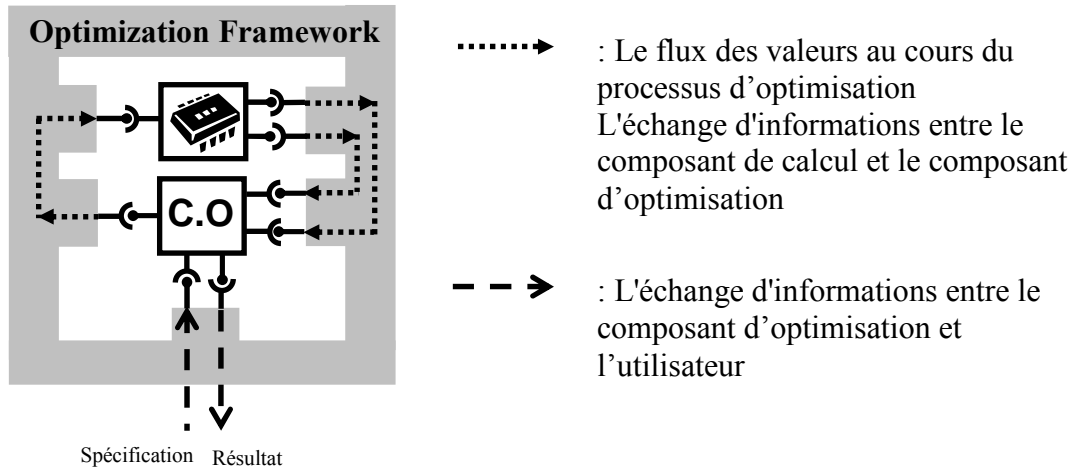 Optimization Framework
C.O
Spécification Résultat
: Le flux des valeurs au cours du
processus d’optimisation
L'échange d'informations entre le
composant de calcul et le composant
d’optimisation
: L'échange d'informations entre le
composant d’optimisation et
l’utilisateur